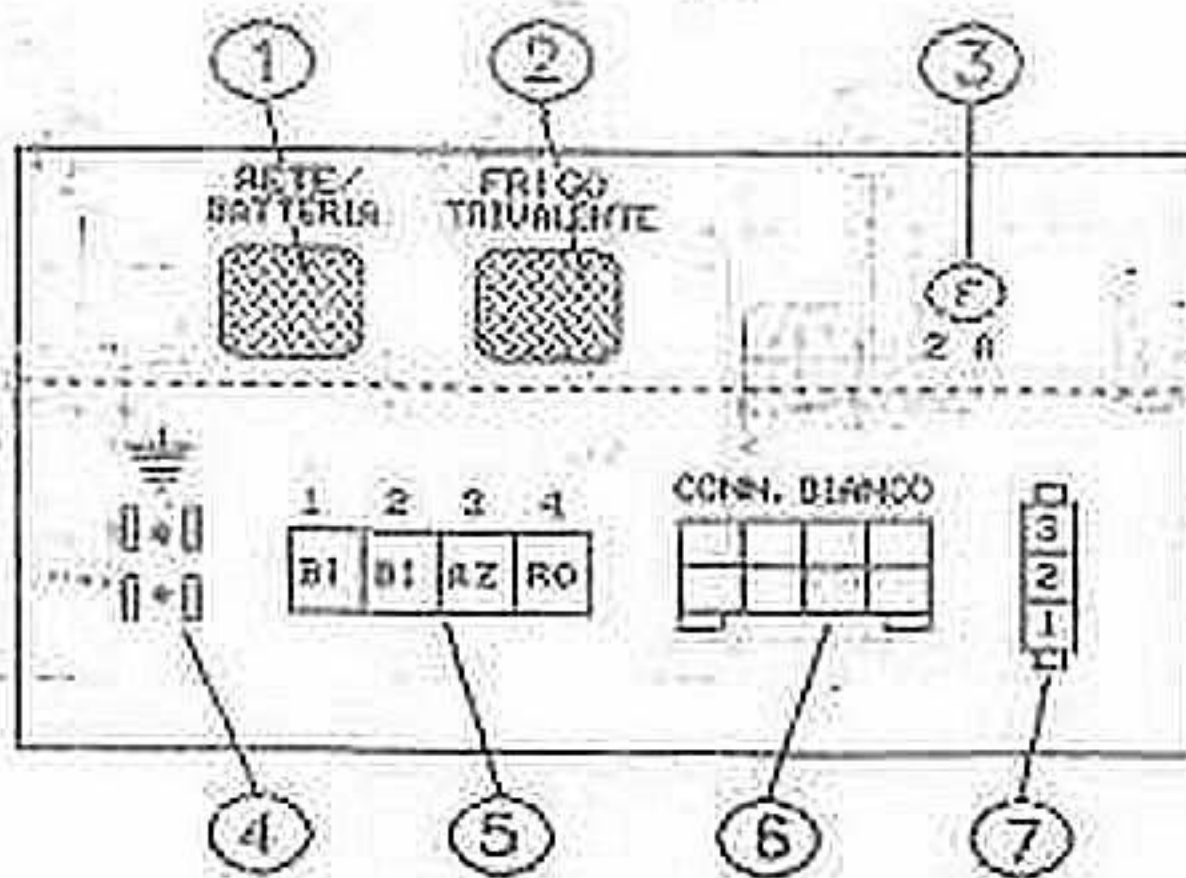 1 2 3
RETE/ FRIGO
BATTERIA TRIVALENTE
2 A
1 2 3 4 CONN. BIANCO
BI BI AZ RO
3
2
1
4 5 6 7